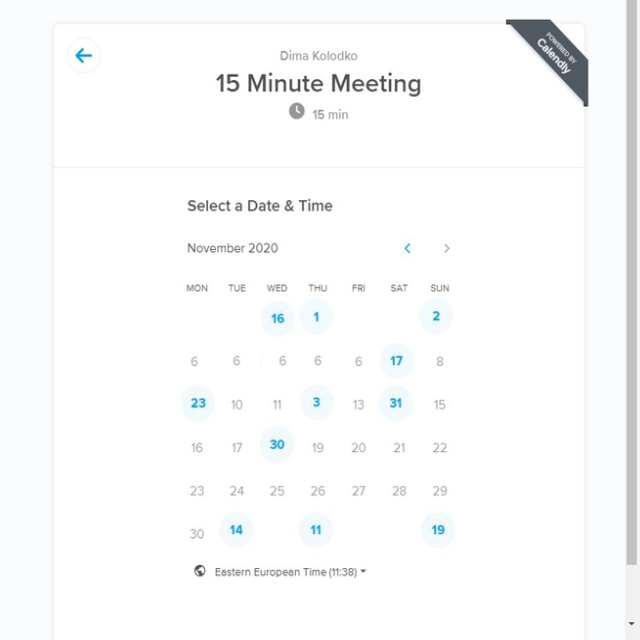 POWERED BY
Calendly
Dima Kolodko
15 Minute Meeting
15 min
Select a Date & Time
November 2020
MON TUE WED THU FRI SAT SUN
16 1 2
6 6 6 6 6 17 8
23 10 11 3 13 31 15
16 17 30 19 20 21 22
23 24 25 26 27 28 29
30 14 11 19
Eastern European Time (11:38)